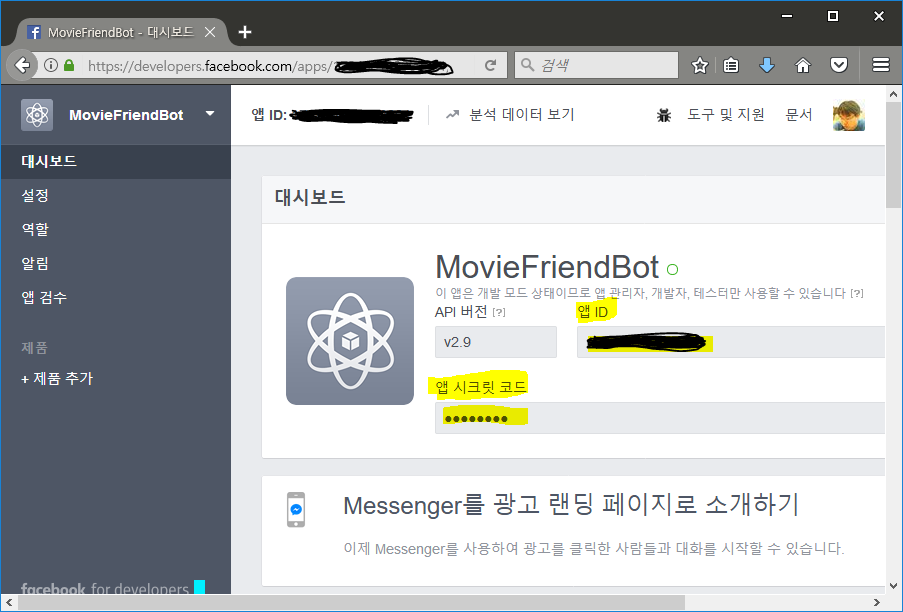 MovieFriendBot - 대시보드
https://developers.facebook.com/apps/
검색
MovieFriendBot
앱 ID:
분석 데이터 보기
도구 및 지원
문서
대시보드
설정
역할
알림
앱 검수
제품
+ 제품 추가
대시보드
MovieFriendBot
이 앱은 개발 모드 상태이므로 앱 관리자, 개발자, 테스터만 사용할 수 있습니다 [?]
API 버전 [?]
앱 ID
v2.9
앱 시크릿 코드
●●●●●●●●
Messenger를 광고 랜딩 페이지로 소개하기
이제 Messenger를 사용하여 광고를 클릭한 사람들과 대화를 시작할 수 있습니다.
facebook for developers